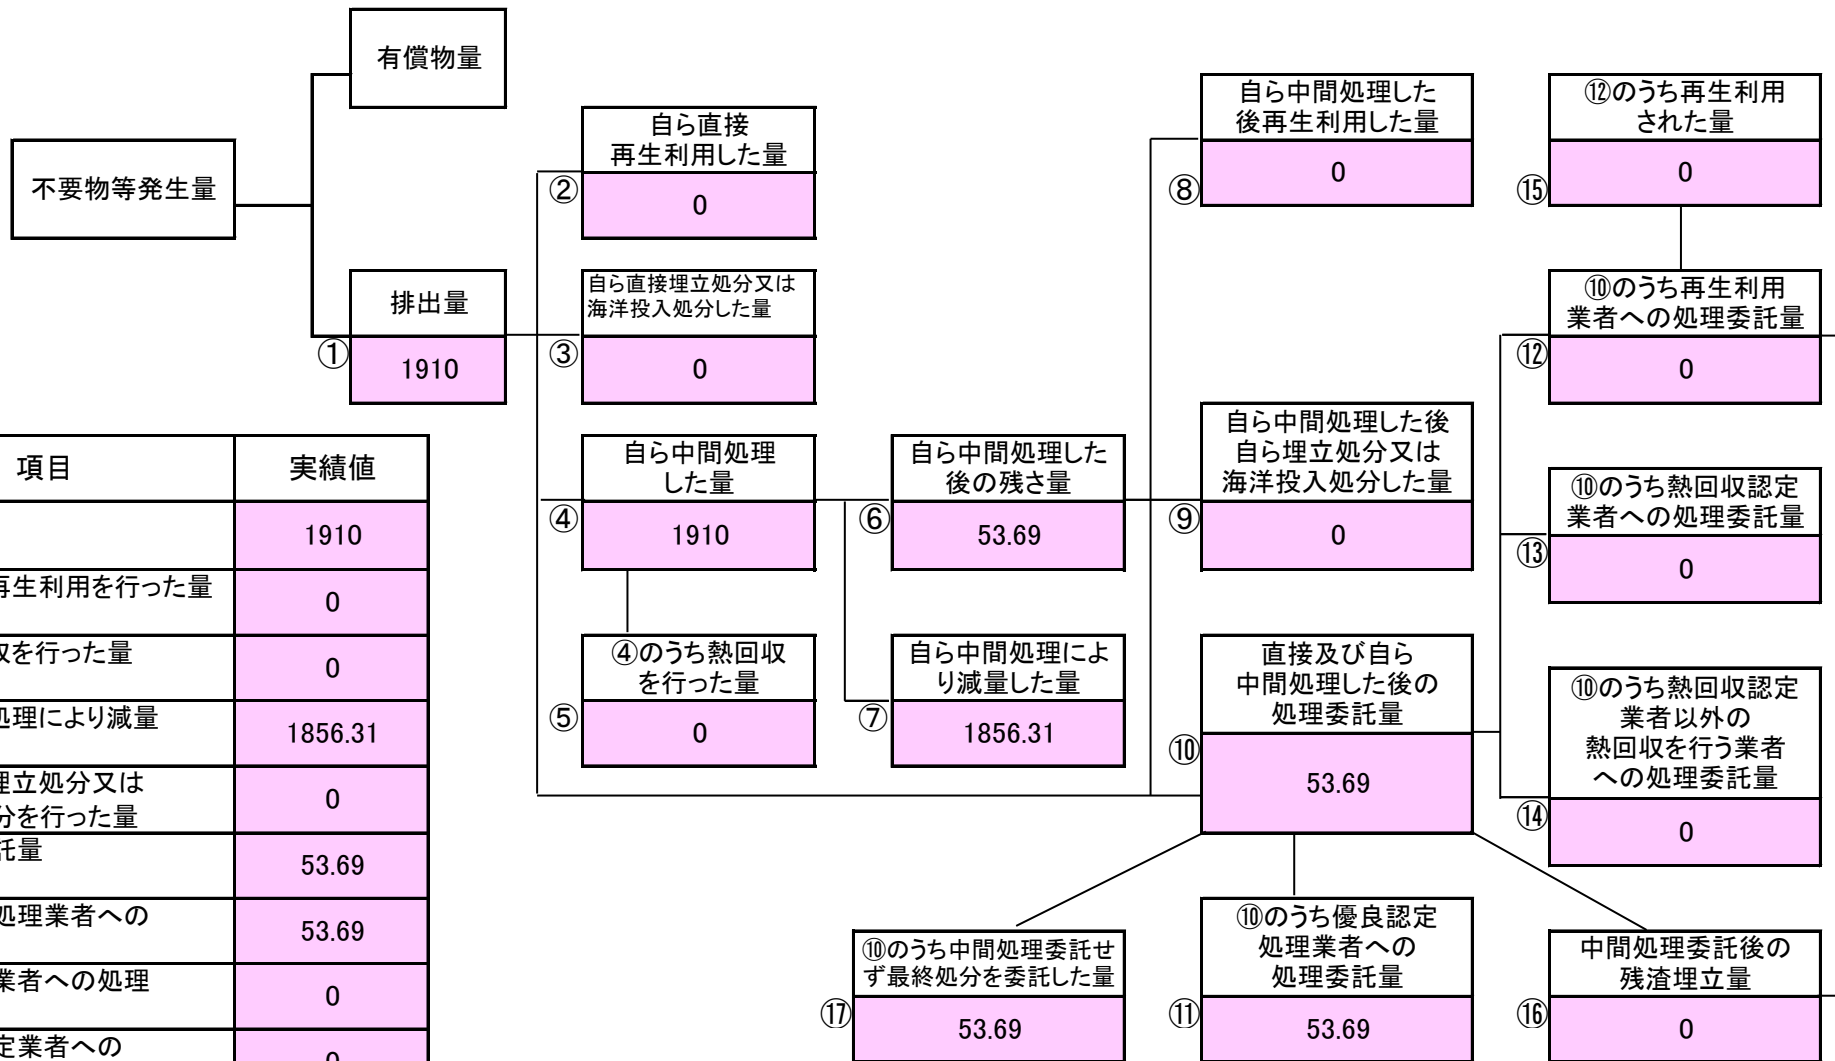 有償物量
不要物等発生量
排出量
①
1910
自ら直接
再生利用した量
②
0
自ら直接埋立処分又は
海洋投入処分した量
③
0
自ら中間処理
した量
④
1910
④のうち熱回収
を行った量
⑤
0
自ら中間処理した
後の残さ量
⑥
53.69
自ら中間処理によ
り減量した量
⑦
1856.31
自ら中間処理した
後再生利用した量
⑧
0
自ら中間処理した後
自ら埋立処分又は
海洋投入処分した量
⑨
0
直接及び自ら
中間処理した後の
処理委託量
⑩
53.69
⑫のうち再生利用
された量
⑮
0
⑩のうち再生利用
業者への処理委託量
⑫
0
⑩のうち熱回収認定
業者への処理委託量
⑬
0
⑩のうち熱回収認定
業者以外の
熱回収を行う業者
への処理委託量
⑭
0
⑩のうち中間処理委託せ
ず最終処分を委託した量
⑰
53.69
⑩のうち優良認定
処理業者への
処理委託量
⑪
53.69
中間処理委託後の
残渣埋立量
⑯
0
項目 実績値
1910
再生利用を行った量 0
を行った量 0
処理により減量 1856.31
埋立処分又は
分を行った量 0
託量 53.69
処理業者への 53.69
業者への処理 0
定業者への 0